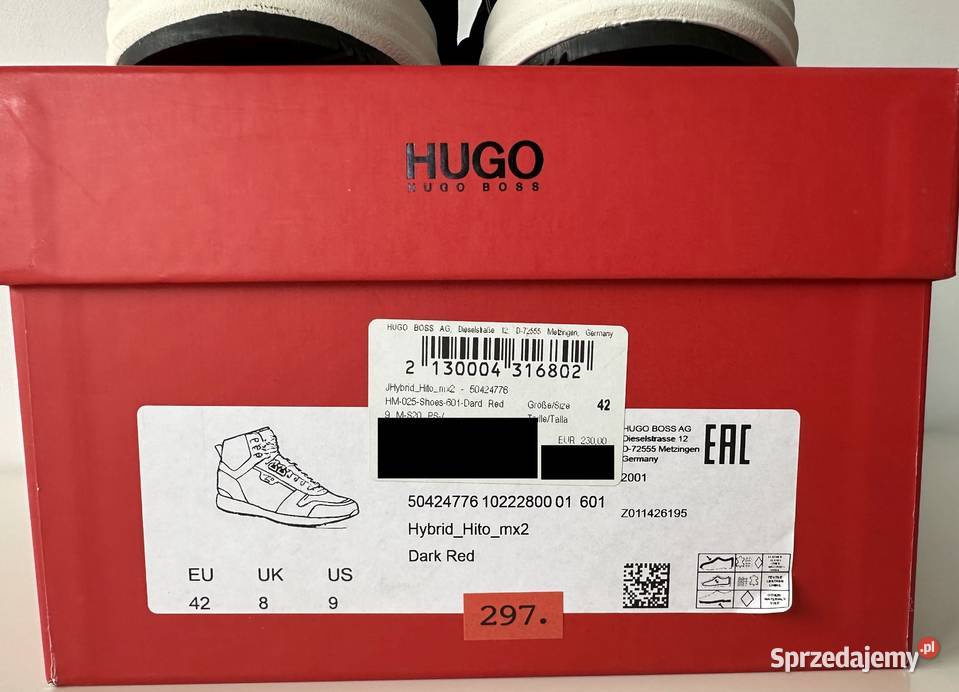 HUGO
HUGO BOSS
HUGO BOSS AG, Dieselstraße 12, D-72555 Metzingen, Germany
2 130004 316802
JHybrid_Hito_mx2 - 50424776
HM-025-Shoes-601-Dard Red
Größe/Size 42
Taille/Talla
9 M-S20 PS-/
EUR 230,00
HUGO BOSS AG
Dieselstrasse 12
D-72555 Metzingen
Germany
EAC
2001
Z011426195
50424776 10222800 01 601
Hybrid_Hito_mx2
Dark Red
EU UK US
42 8 9
297.
Sprzedajemy.pl